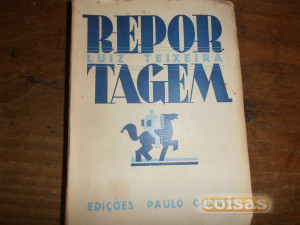 REPOR
LUIZ TEIXEIRA
TAGEM
EDIÇÕES PAULO
coisas